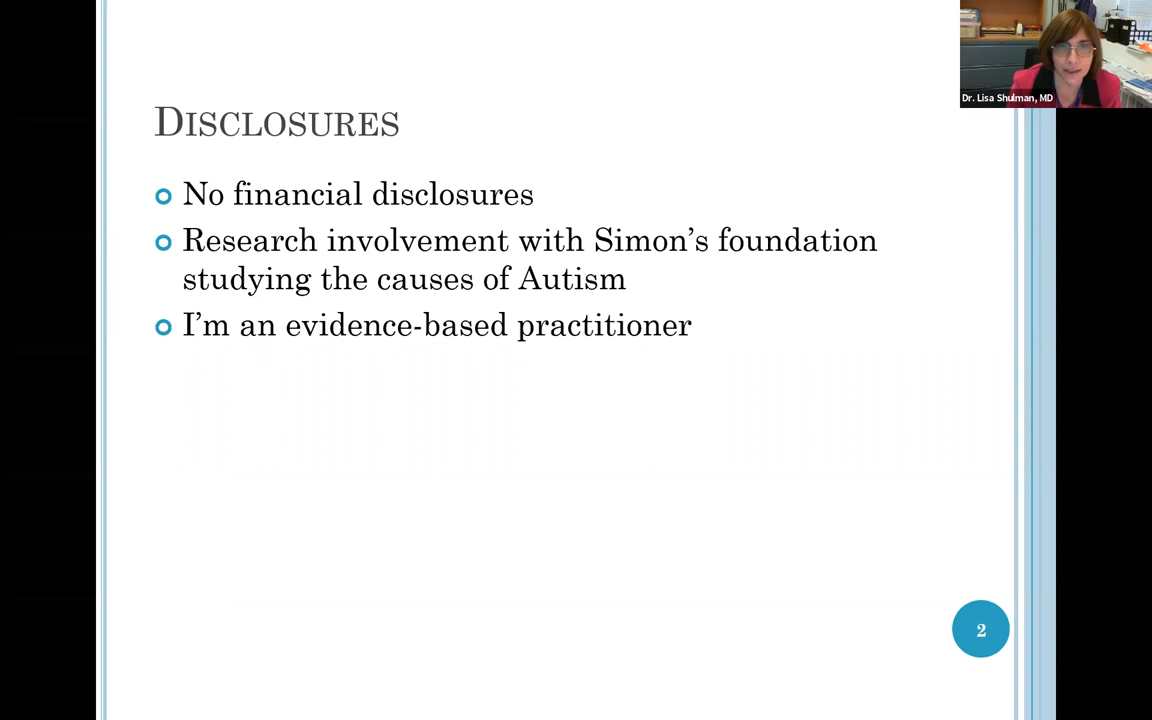 Dr. Lisa Shulman, MD
DISCLOSURES
No financial disclosures
Research involvement with Simon's foundation
studying the causes of Autism
I'm an evidence-based practitioner
2